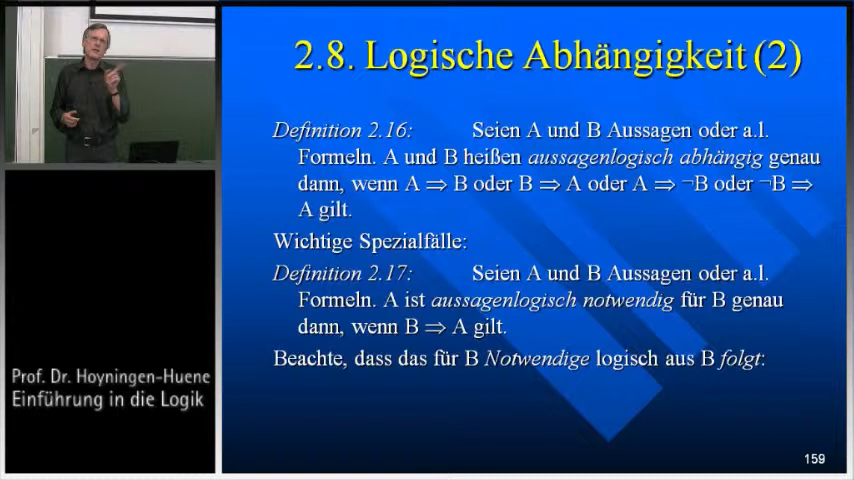 2.8. Logische Abhängigkeit (2)
Definition 2.16: Seien A und B Aussagen oder a.l.
Formeln. A und B heißen aussagenlogisch abhängig genau
dann, wenn A ⇒ B oder B ⇒ A oder A ⇒ ¬B oder ¬B ⇒
A gilt.
Wichtige Spezialfälle:
Definition 2.17: Seien A und B Aussagen oder a.l.
Formeln. A ist aussagenlogisch notwendig für B genau
dann, wenn B ⇒ A gilt.
Beachte, dass das für B Notwendige logisch aus B folgt:
Prof. Dr. Hoyningen-Huene
Einführung in die Logik
159